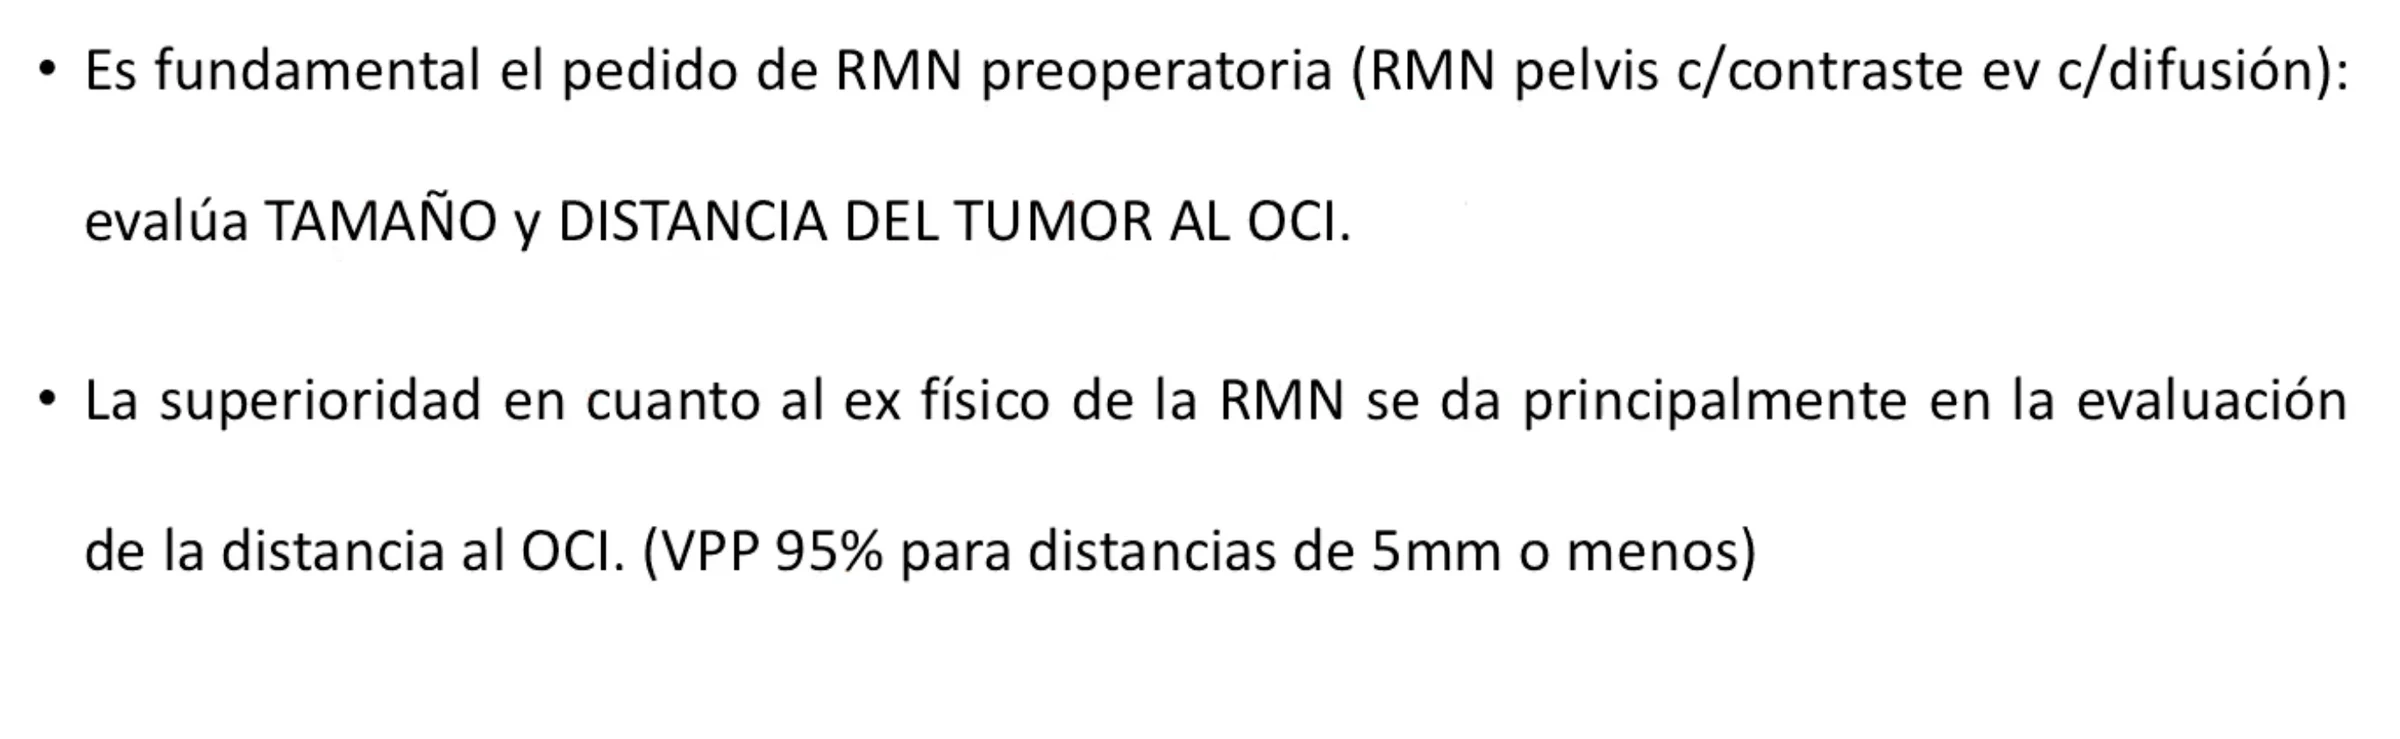 • Es fundamental el pedido de RMN preoperatoria (RMN pelvis c/contraste ev c/difusión):
evalúa TAMAÑO y DISTANCIA DEL TUMOR AL OCI.
• La superioridad en cuanto al ex físico de la RMN se da principalmente en la evaluación
de la distancia al OCI. (VPP 95% para distancias de 5mm o menos)